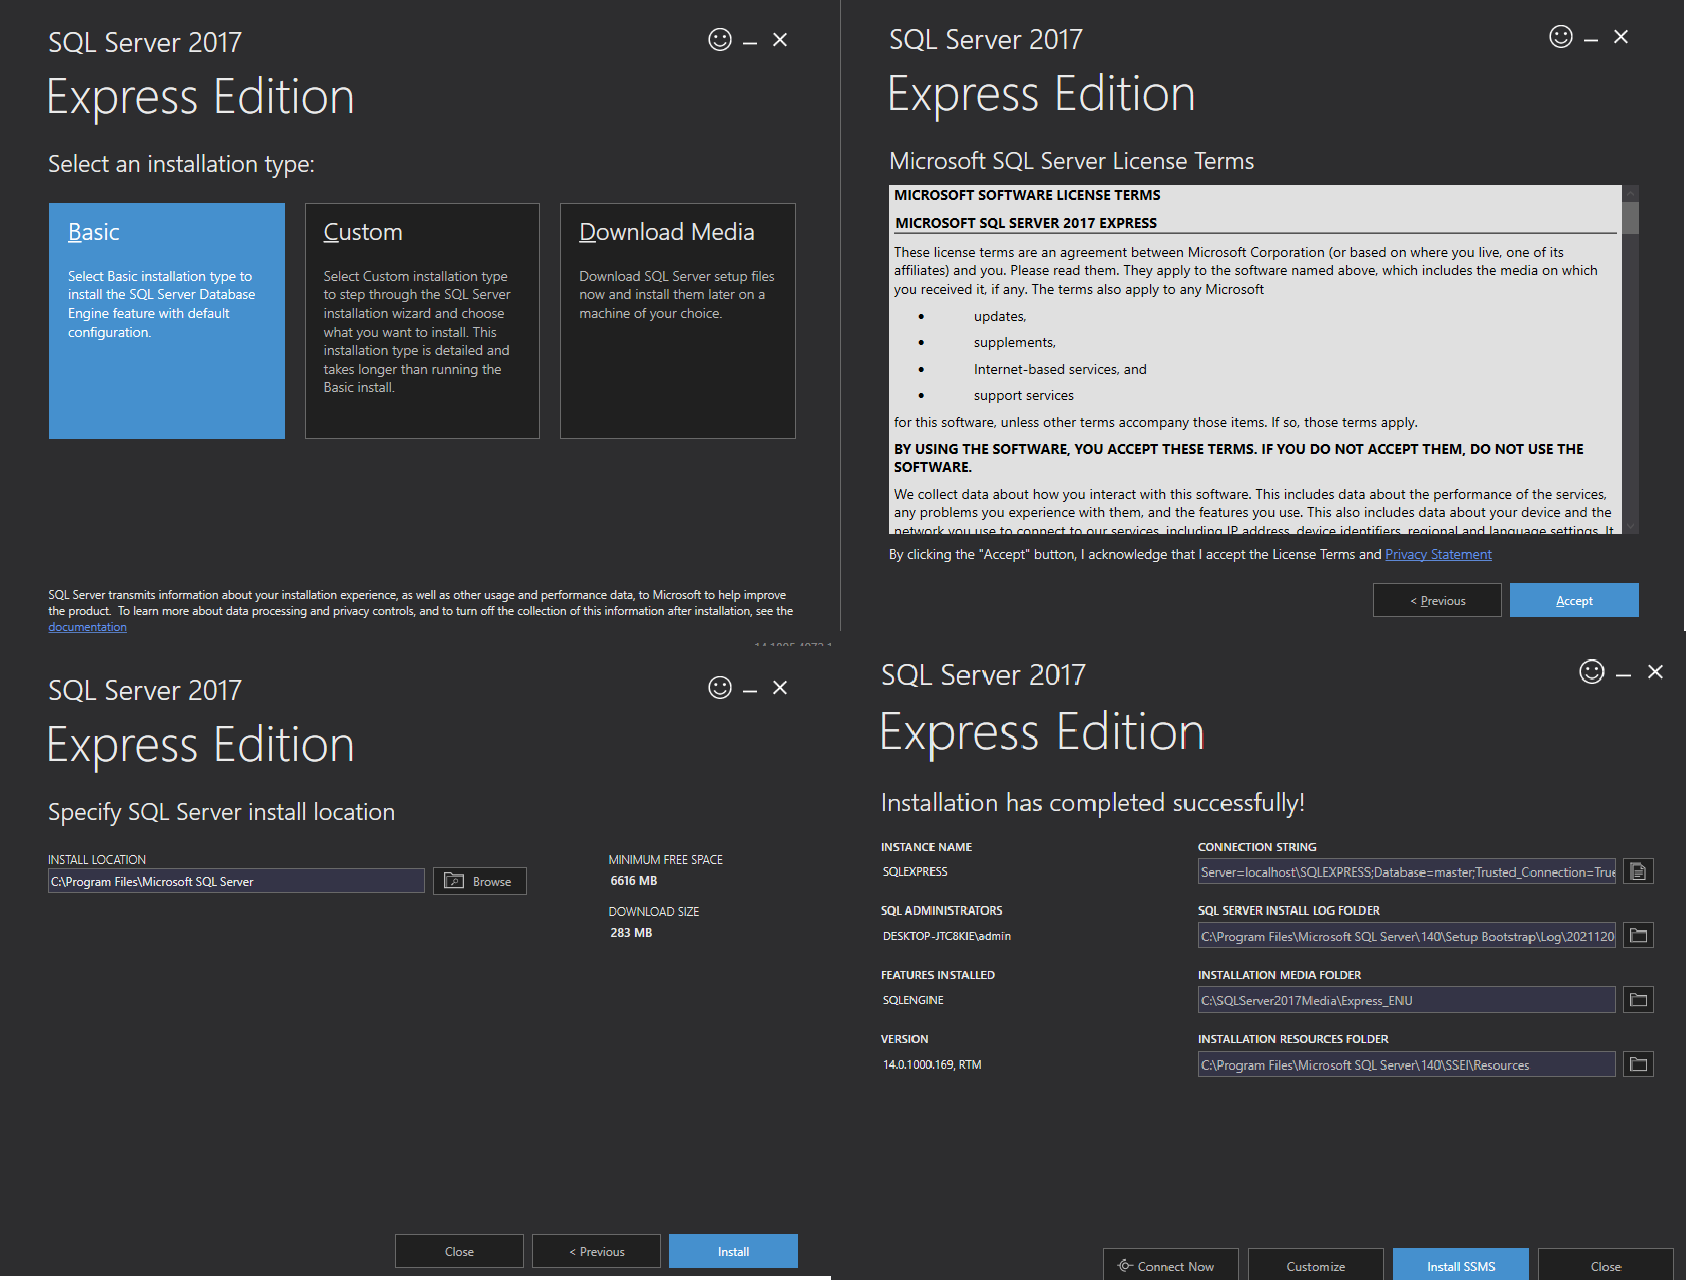 SQL Server 2017
Express Edition
Select an installation type:
Basic
Select Basic installation type to
install the SQL Server Database
Engine feature with default
configuration.
Custom
Select Custom installation type
to step through the SQL Server
installation wizard and choose
what you want to install. This
installation type is detailed and
takes longer than running the
Basic install.
Download Media
Download SQL Server setup files
now and install them later on a
machine of your choice.
SQL Server transmits information about your installation experience, as well as other usage and performance data, to Microsoft to help improve
the product. To learn more about data processing and privacy controls, and to turn off the collection of this information after installation, see the
documentation
SQL Server 2017
Express Edition
Microsoft SQL Server License Terms
MICROSOFT SOFTWARE LICENSE TERMS
MICROSOFT SQL SERVER 2017 EXPRESS
These license terms are an agreement between Microsoft Corporation (or based on where you live, one of its
affiliates) and you. Please read them. They apply to the software named above, which includes the media on which
you received it, if any. The terms also apply to any Microsoft
• updates,
• supplements,
• Internet-based services, and
• support services
for this software, unless other terms accompany those items. If so, those terms apply.
BY USING THE SOFTWARE, YOU ACCEPT THESE TERMS. IF YOU DO NOT ACCEPT THEM, DO NOT USE THE
SOFTWARE.
We collect data about how you interact with this software. This includes data about the performance of the services,
any problems you experience with them, and the features you use. This also includes data about your device and the
network you use to connect to our services, including IP address, device identifiers, regional and language settings. It
By clicking the "Accept" button, I acknowledge that I accept the License Terms and Privacy Statement
< Previous
Accept
SQL Server 2017
Express Edition
Specify SQL Server install location
INSTALL LOCATION
C:\Program Files\Microsoft SQL Server
Browse
MINIMUM FREE SPACE
6616 MB
DOWNLOAD SIZE
283 MB
Close
< Previous
Install
SQL Server 2017
Express Edition
Installation has completed successfully!
INSTANCE NAME
SQLEXPRESS
SQL ADMINISTRATORS
DESKTOP-JTC8KIE\admin
FEATURES INSTALLED
SQLENGINE
VERSION
14.0.1000.169, RTM
CONNECTION STRING
Server=localhost\SQLEXPRESS;Database=master;Trusted_Connection=True
SQL SERVER INSTALL LOG FOLDER
C:\Program Files\Microsoft SQL Server\140\Setup Bootstrap\Log\2021120
INSTALLATION MEDIA FOLDER
C:\SQLServer2017Media\Express_ENU
INSTALLATION RESOURCES FOLDER
C:\Program Files\Microsoft SQL Server\140\SSEI\Resources
Connect Now
Customize
Install SSMS
Close